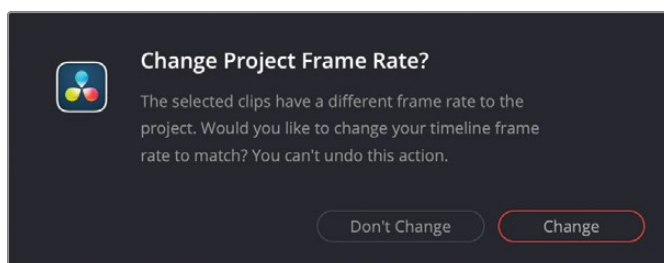 Change Project Frame Rate?
The selected clips have a different frame rate to the
project. Would you like to change your timeline frame
rate to match? You can't undo this action.
Don't Change
Change